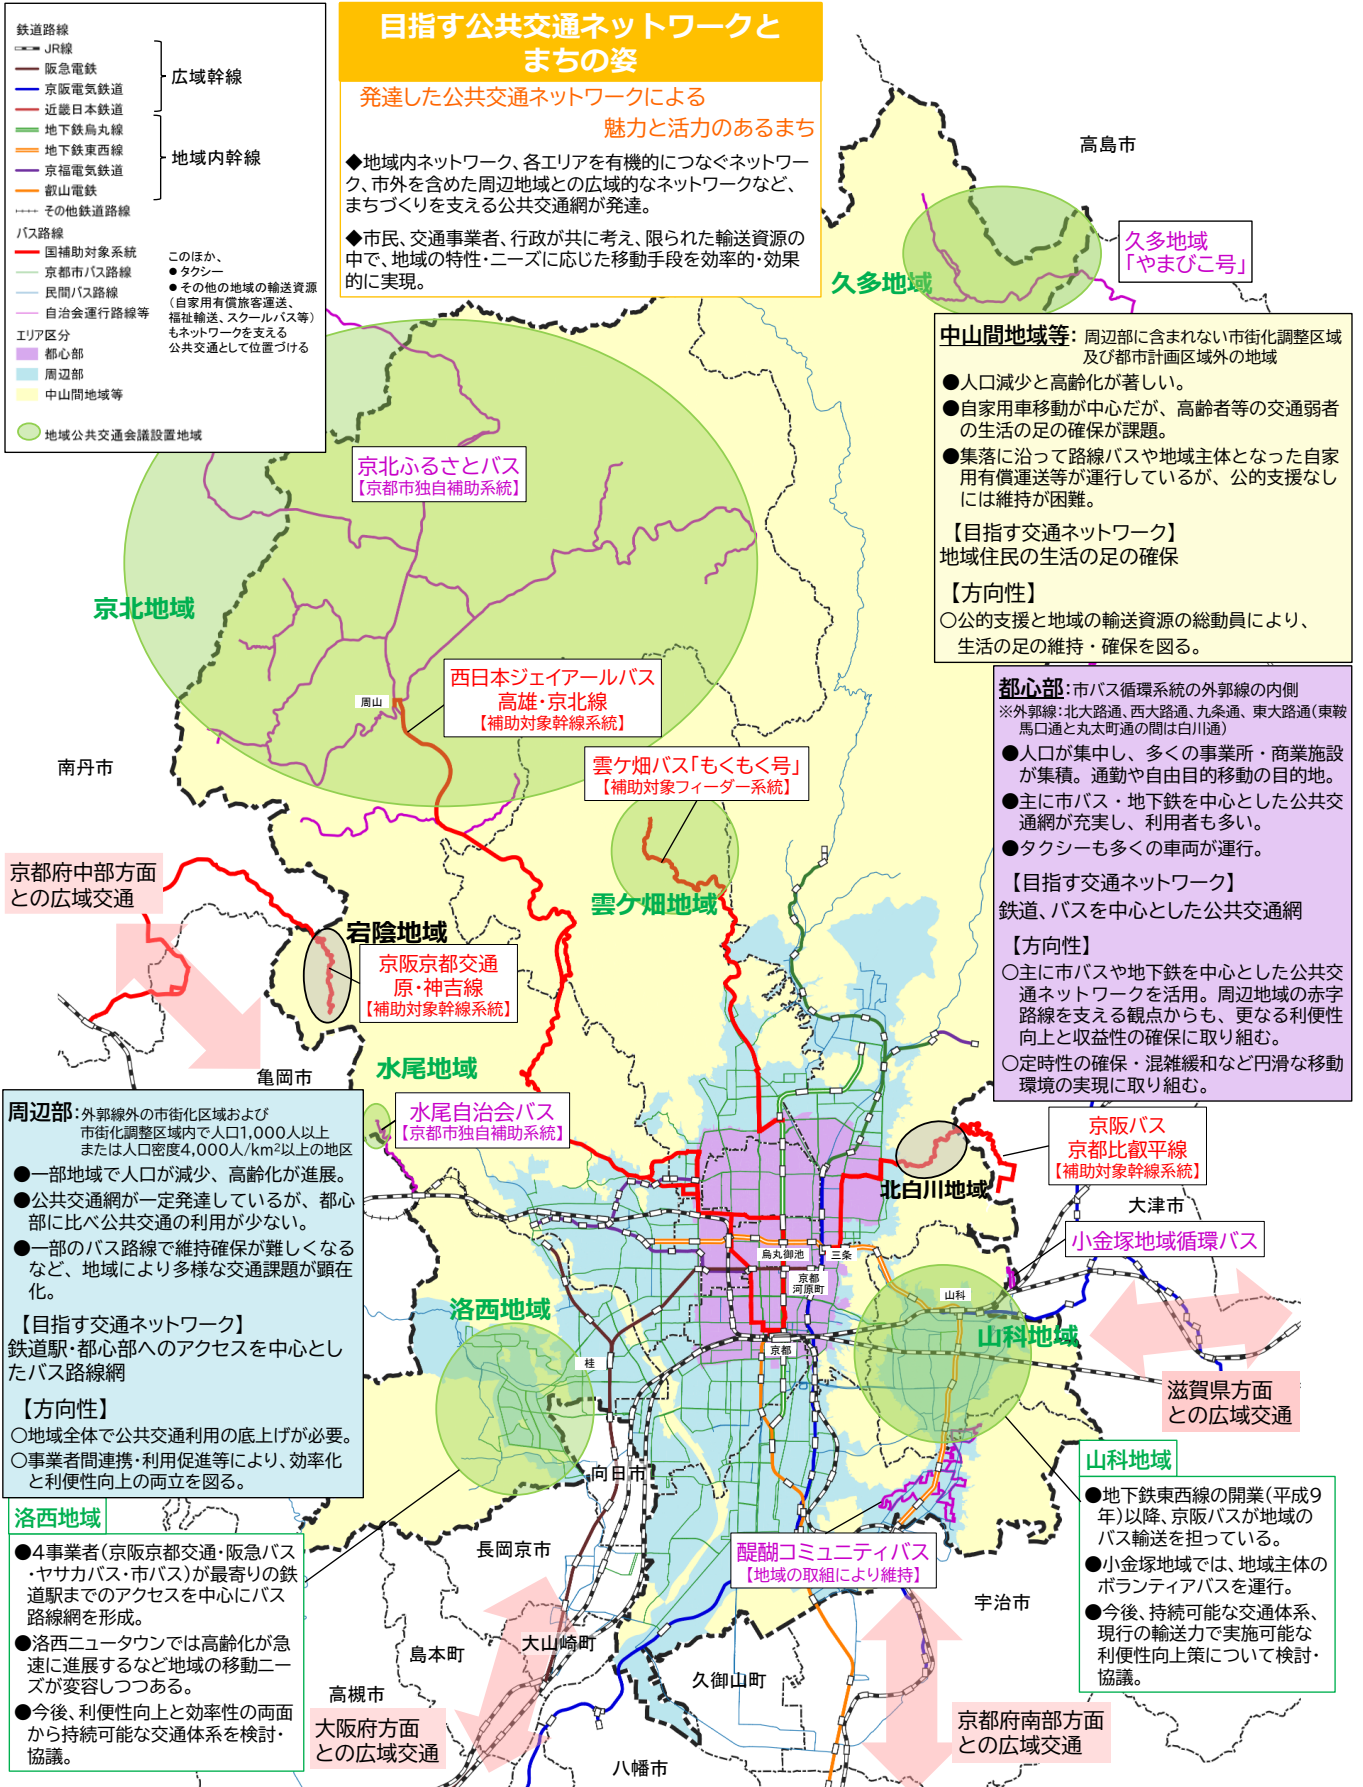 鉄道路線
JR線
阪急電鉄
京阪電気鉄道
近畿日本鉄道
広域幹線
地下鉄烏丸線
地下鉄東西線
京福電気鉄道
叡山電鉄
地域内幹線
その他鉄道路線
バス路線
国補助対象系統
京都市バス路線
民間バス路線
自治会運行路線等
このほか、
●タクシー
●その他の地域の輸送資源
（自家用有償旅客運送、
福祉輸送、スクールバス等）
もネットワークを支える
公共交通として位置づける
エリア区分
都心部
周辺部
中山間地域等
地域公共交通会議設置地域
目指す公共交通ネットワークと
まちの姿
発達した公共交通ネットワークによる
魅力と活力のあるまち
◆地域内ネットワーク、各エリアを有機的につなぐネットワー
ク、市外を含めた周辺地域との広域的なネットワークなど、
まちづくりを支える公共交通網が発達。
◆市民、交通事業者、行政が共に考え、限られた輸送資源の
中で、地域の特性・ニーズに応じた移動手段を効率的・効果
的に実現。
高島市
久多地域
「やまびこ号」
久多地域
中山間地域等：周辺部に含まれない市街化調整区域
及び都市計画区域外の地域
●人口減少と高齢化が著しい。
●自家用車移動が中心だが、高齢者等の交通弱者
の生活の足の確保が課題。
●集落に沿って路線バスや地域主体となった自家
用有償運送等が運行しているが、公的支援なし
には維持が困難。
【目指す交通ネットワーク】
地域住民の生活の足の確保
【方向性】
○公的支援と地域の輸送資源の総動員により、
生活の足の維持・確保を図る。
京北ふるさとバス
【京都市独自補助系統】
京北地域
周山
西日本ジェイアールバス
高雄・京北線
【補助対象幹線系統】
南丹市
雲ケ畑バス「もくもく号」
【補助対象フィーダー系統】
雲ケ畑地域
都心部：市バス循環系統の外郭線の内側
※外郭線：北大路通、西大路通、九条通、東大路通（東鞍
馬口通と丸太町通の間は白川通）
●人口が集中し、多くの事業所・商業施設
が集積。通勤や自由目的移動の目的地。
●主に市バス・地下鉄を中心とした公共交
通網が充実し、利用者も多い。
●タクシーも多くの車両が運行。
【目指す交通ネットワーク】
鉄道、バスを中心とした公共交通網
【方向性】
○主に市バスや地下鉄を中心とした公共交
通ネットワークを活用。周辺地域の赤字
路線を支える観点からも、更なる利便性
向上と収益性の確保に取り組む。
○定時性の確保・混雑緩和など円滑な移動
環境の実現に取り組む。
京都府中部方面
との広域交通
宕陰地域
京阪京都交通
原・神吉線
【補助対象幹線系統】
亀岡市
水尾地域
水尾自治会バス
【京都市独自補助系統】
周辺部：外郭線外の市街化区域および
市街化調整区域内で人口1,000人以上
または人口密度4,000人/km²以上の地区
●一部地域で人口が減少、高齢化が進展。
●公共交通網が一定発達しているが、都心
部に比べ公共交通の利用が少ない。
●一部のバス路線で維持確保が難しくなる
など、地域により多様な交通課題が顕在
化。
【目指す交通ネットワーク】
鉄道駅・都心部へのアクセスを中心とし
たバス路線網
【方向性】
○地域全体で公共交通利用の底上げが必要。
○事業者間連携・利用促進等により、効率化
と利便性向上の両立を図る。
京阪バス
京都比叡平線
【補助対象幹線系統】
北白川地域
大津市
小金塚地域循環バス
烏丸御池
三条
京都
河原町
山科
京都
桂
洛西地域
山科地域
滋賀県方面
との広域交通
向日市
洛西地域
●4事業者（京阪京都交通・阪急バス
・ヤサカバス・市バス）が最寄りの鉄
道駅までのアクセスを中心にバス
路線網を形成。
●洛西ニュータウンでは高齢化が急
速に進展するなど地域の移動ニー
ズが変容しつつある。
●今後、利便性向上と効率性の両面
から持続可能な交通体系を検討・
協議。
長岡京市
醍醐コミュニティバス
【地域の取組により維持】
山科地域
●地下鉄東西線の開業（平成9
年）以降、京阪バスが地域の
バス輸送を担っている。
●小金塚地域では、地域主体の
ボランティアバスを運行。
●今後、持続可能な交通体系、
現行の輸送力で実施可能な
利便性向上策について検討・
協議。
宇治市
島本町
大山崎町
高槻市
久御山町
大阪府方面
との広域交通
京都府南部方面
との広域交通
八幡市